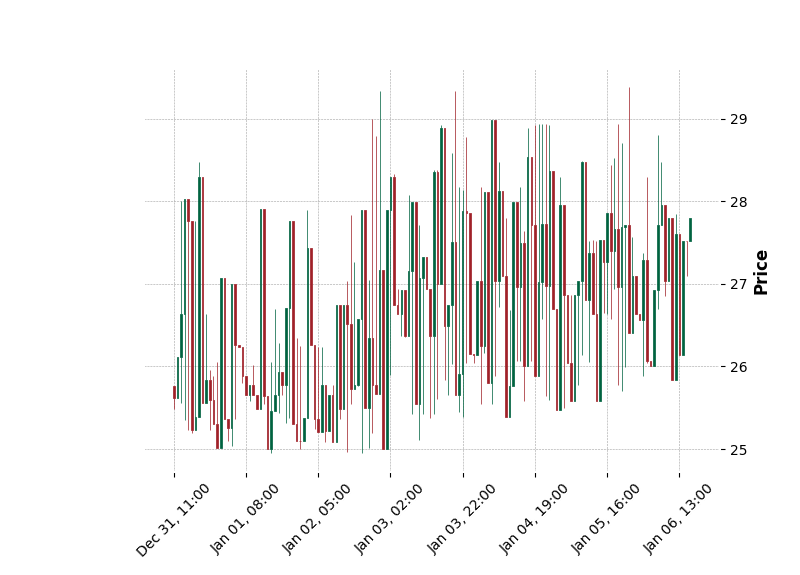 29
28
27
26
25
Price
Dec 31, 11:00
Jan 01, 08:00
Jan 02, 05:00
Jan 03, 02:00
Jan 03, 22:00
Jan 04, 19:00
Jan 05, 16:00
Jan 06, 13:00